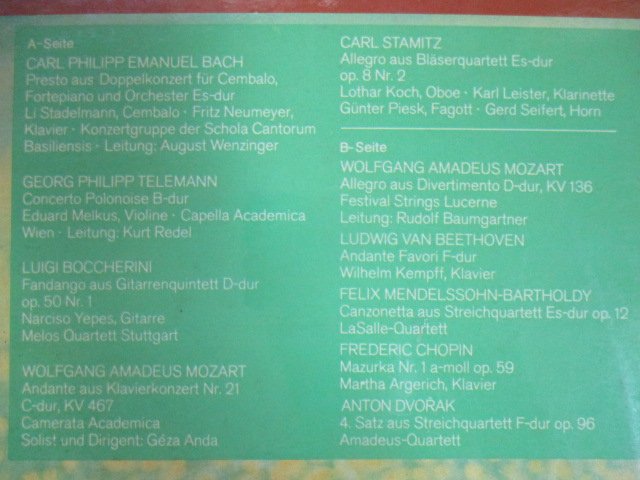 A-Seite
CARL PHILIPP EMANUEL BACH
Presto aus Doppelkonzert für Cembalo,
Fortepiano und Orchester Es-dur
Li Stadelmann, Cembalo · Fritz Neumeyer,
Klavier · Konzertgruppe der Schola Cantorum
Basiliensis · Leitung: August Wenzinger
GEORG PHILIPP TELEMANN
Concerto Polonoise B-dur
Eduard Melkus, Violine · Capella Academica
Wien · Leitung: Kurt Redel
LUIGI BOCCHERINI
Fandango aus Gitarrenquintett D-dur
op. 50 Nr. 1
Narciso Yepes, Gitarre
Melos Quartett Stuttgart
WOLFGANG AMADEUS MOZART
Andante aus Klavierkonzert Nr. 21
C-dur, KV 467
Camerata Academica
Solist und Dirigent: Géza Anda
CARL STAMITZ
Allegro aus Bläserquartett Es-dur
op. 8 Nr. 2
Lothar Koch, Oboe · Karl Leister, Klarinette
Günter Piesk, Fagott · Gerd Seifert, Horn
B-Seite
WOLFGANG AMADEUS MOZART
Allegro aus Divertimento D-dur, KV 136
Festival Strings Lucerne
Leitung: Rudolf Baumgartner
LUDWIG VAN BEETHOVEN
Andante Favori F-dur
Wilhelm Kempff, Klavier
FELIX MENDELSSOHN-BARTHOLDY
Canzonetta aus Streichquartett Es-dur op. 12
LaSalle-Quartett
FREDERIC CHOPIN
Mazurka Nr. 1 a-moll op. 59
Martha Argerich, Klavier
ANTON DVOŘAK
4. Satz aus Streichquartett F-dur op. 96
Amadeus-Quartett